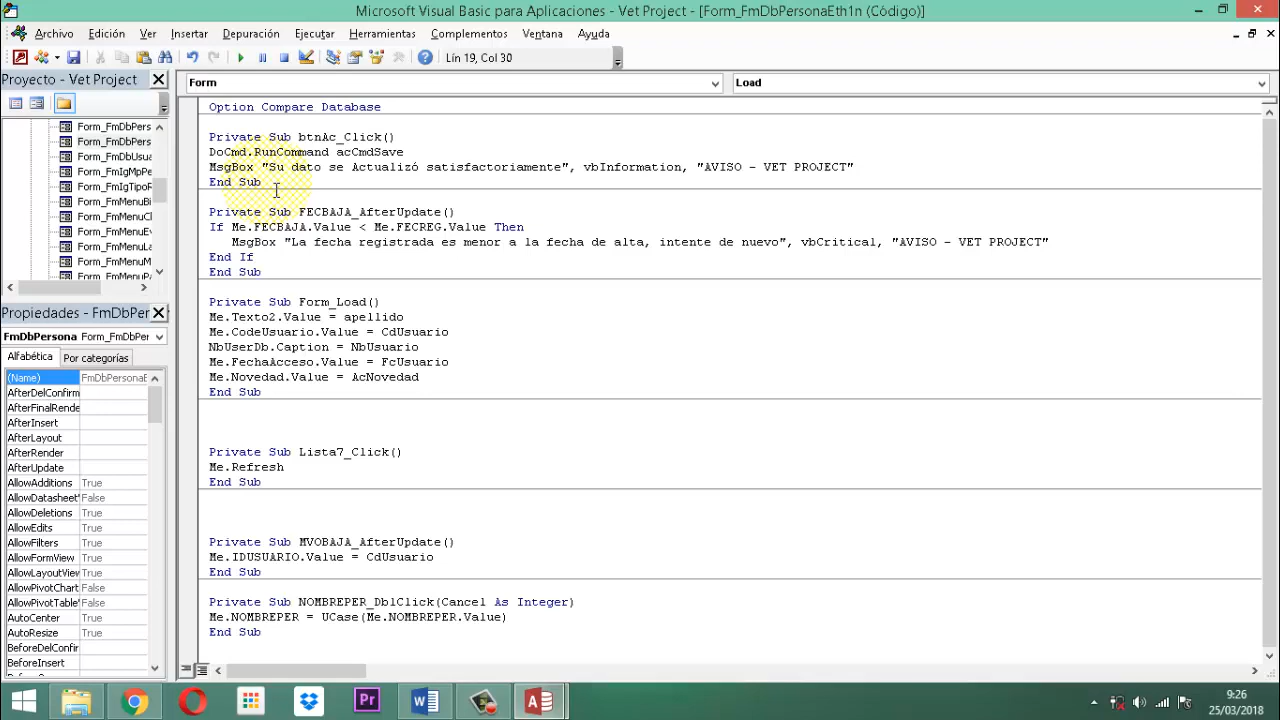 Microsoft Visual Basic para Aplicaciones - Vet Project - [Form_FmDbPersonaEth1n (Código)]
Archivo Edición Ver Insertar Depuración Ejecutar Herramientas Complementos Ventana Ayuda
Lín 19, Col 30
Proyecto - Vet Project
Form Load
Form_FmDbPers
Form_FmDbPers
Form_FmDbUsua
Form_FmIgMpPe
Form_FmIgTipoR
Form_FmMenuBi
Form_FmMenuCl
Form_FmMenuEv
Form_FmMenuLa
Form_FmMenuM
Form_FmMenuPa
Option Compare Database
Private Sub btnAc_Click()
DoCmd.RunCommand acCmdSave
MsgBox "Su dato se Actualizó satisfactoriamente", vbInformation, "AVISO - VET PROJECT"
End Sub
Private Sub FECBAJA_AfterUpdate()
If Me.FECBAJA.Value < Me.FECREG.Value Then
MsgBox "La fecha registrada es menor a la fecha de alta, intente de nuevo", vbCritical, "AVISO - VET PROJECT"
End If
End Sub
Private Sub Form_Load()
Me.Texto2.Value = apellido
Me.CodeUsuario.Value = CdUsuario
NbUserDb.Caption = NbUsuario
Me.FechaAcceso.Value = FcUsuario
Me.Novedad.Value = AcNovedad
End Sub
Private Sub Lista7_Click()
Me.Refresh
End Sub
Private Sub MVOBAJA_AfterUpdate()
Me.IDUSUARIO.Value = CdUsuario
End Sub
Private Sub NOMBREPER_DblClick(Cancel As Integer)
Me.NOMBREPER = UCase(Me.NOMBREPER.Value)
End Sub
Propiedades - FmDbPer
FmDbPersona Form_FmDbPer
Alfabética Por categorías
(Name) FmDbPersonaE
AfterDelConfirm
AfterFinalRende
AfterInsert
AfterLayout
AfterRender
AfterUpdate
AllowAdditions True
AllowDatasheet False
AllowDeletions True
AllowEdits True
AllowFilters True
AllowFormView True
AllowLayoutView True
AllowPivotChart False
AllowPivotTable False
AutoCenter True
AutoResize True
BeforeDelConfir
BeforeInsert
Pr
9:26
25/03/2018